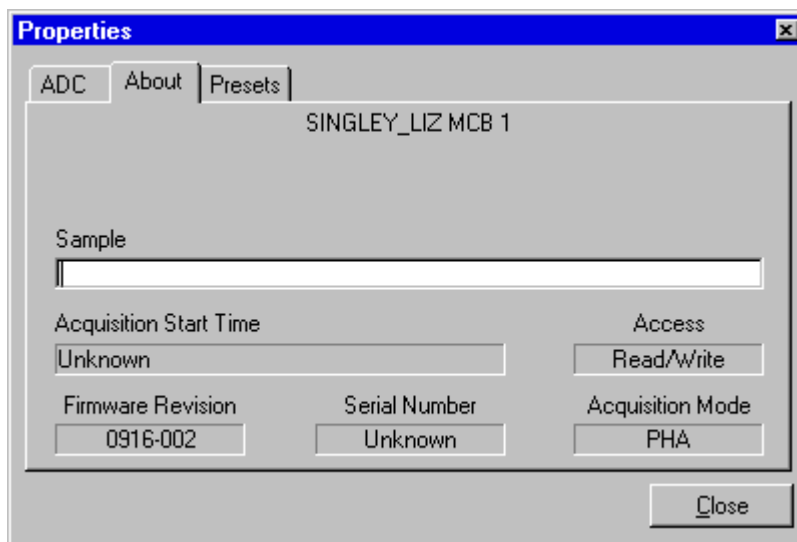 Properties
ADC About Presets
SINGLEY_LIZ MCB 1
Sample
Acquisition Start Time Access
Unknown Read/Write
Firmware Revision Serial Number Acquisition Mode
0916-002 Unknown PHA
Close